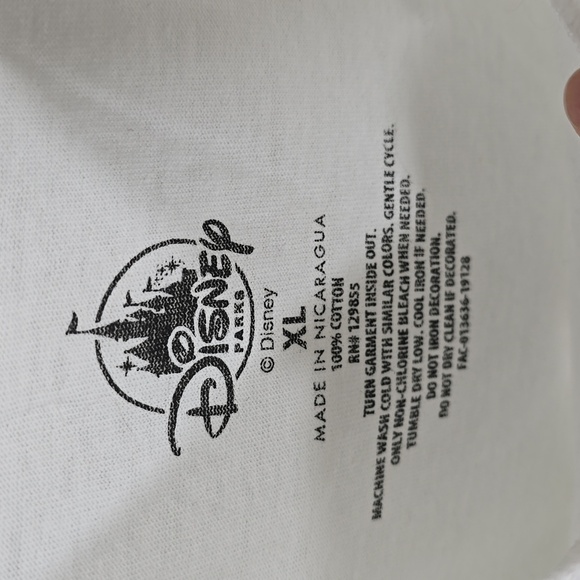 Disney
PARKS
© Disney
XL
MADE IN NICARAGUA
100% COTTON
RN# 129855
TURN GARMENT INSIDE OUT.
MACHINE WASH COLD WITH SIMILAR COLORS, GENTLE CYCLE.
ONLY NON-CHLORINE BLEACH WHEN NEEDED.
TUMBLE DRY LOW, COOL IRON IF NEEDED.
DO NOT IRON DECORATION.
DO NOT DRY CLEAN IF DECORATED.
FAC-013636-19128